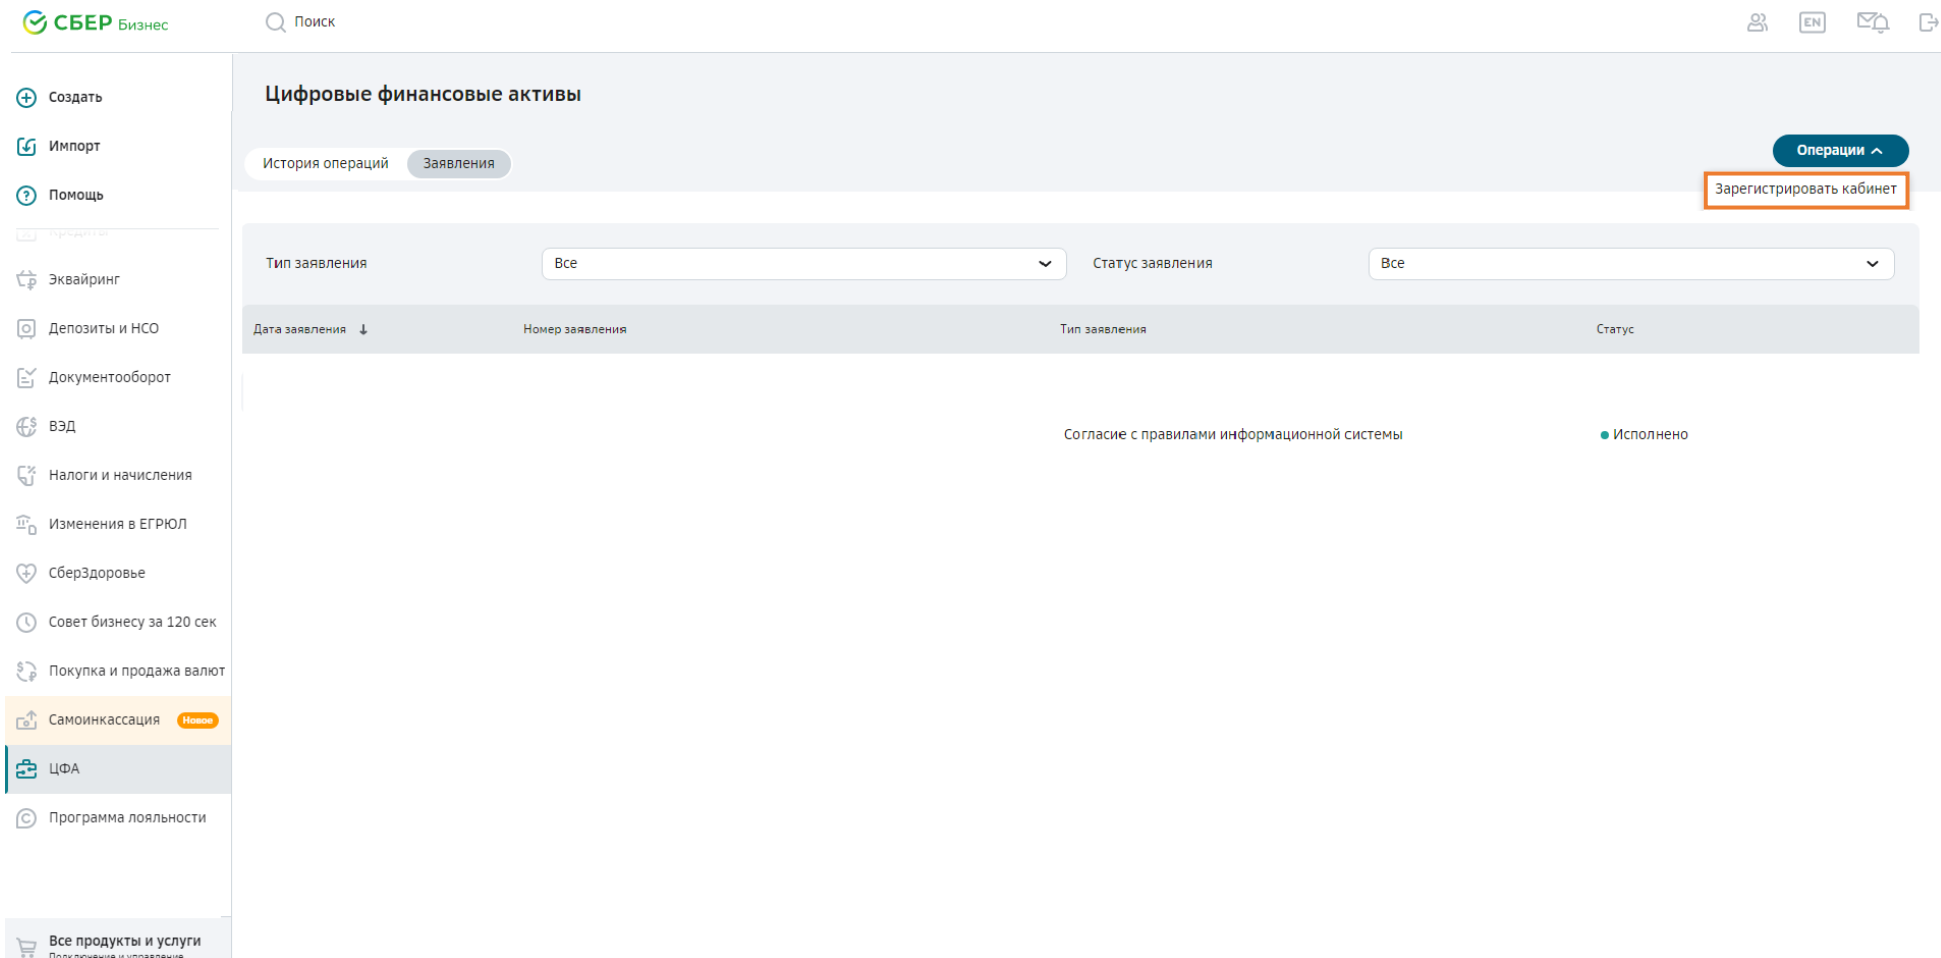 СБЕР Бизнес
Поиск
EN
Создать
Импорт
Помощь
Кредиты
Эквайринг
Депозиты и НСО
Документооборот
ВЭД
Налоги и начисления
Изменения в ЕГРЮЛ
СберЗдоровье
Совет бизнесу за 120 сек
Покупка и продажа валют
Самоинкассация Новое
ЦФА
Программа лояльности
Все продукты и услуги
Подключение и управление
Цифровые финансовые активы
История операций Заявления
Операции
Зарегистрировать кабинет
Тип заявления Все Статус заявления Все
Дата заявления Номер заявления Тип заявления Статус
Согласие с правилами информационной системы Исполнено